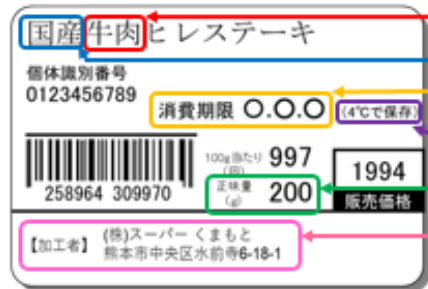 国産牛肉ヒレステーキ
個体識別番号
0123456789
消費期限 〇.〇.〇 (4℃で保存)
100g当たり(円) 997
正味量(g) 200
1994
販売価格
258964 309970
【加工者】 (株)スーパー くまもと
熊本市中央区水前寺6-18-1